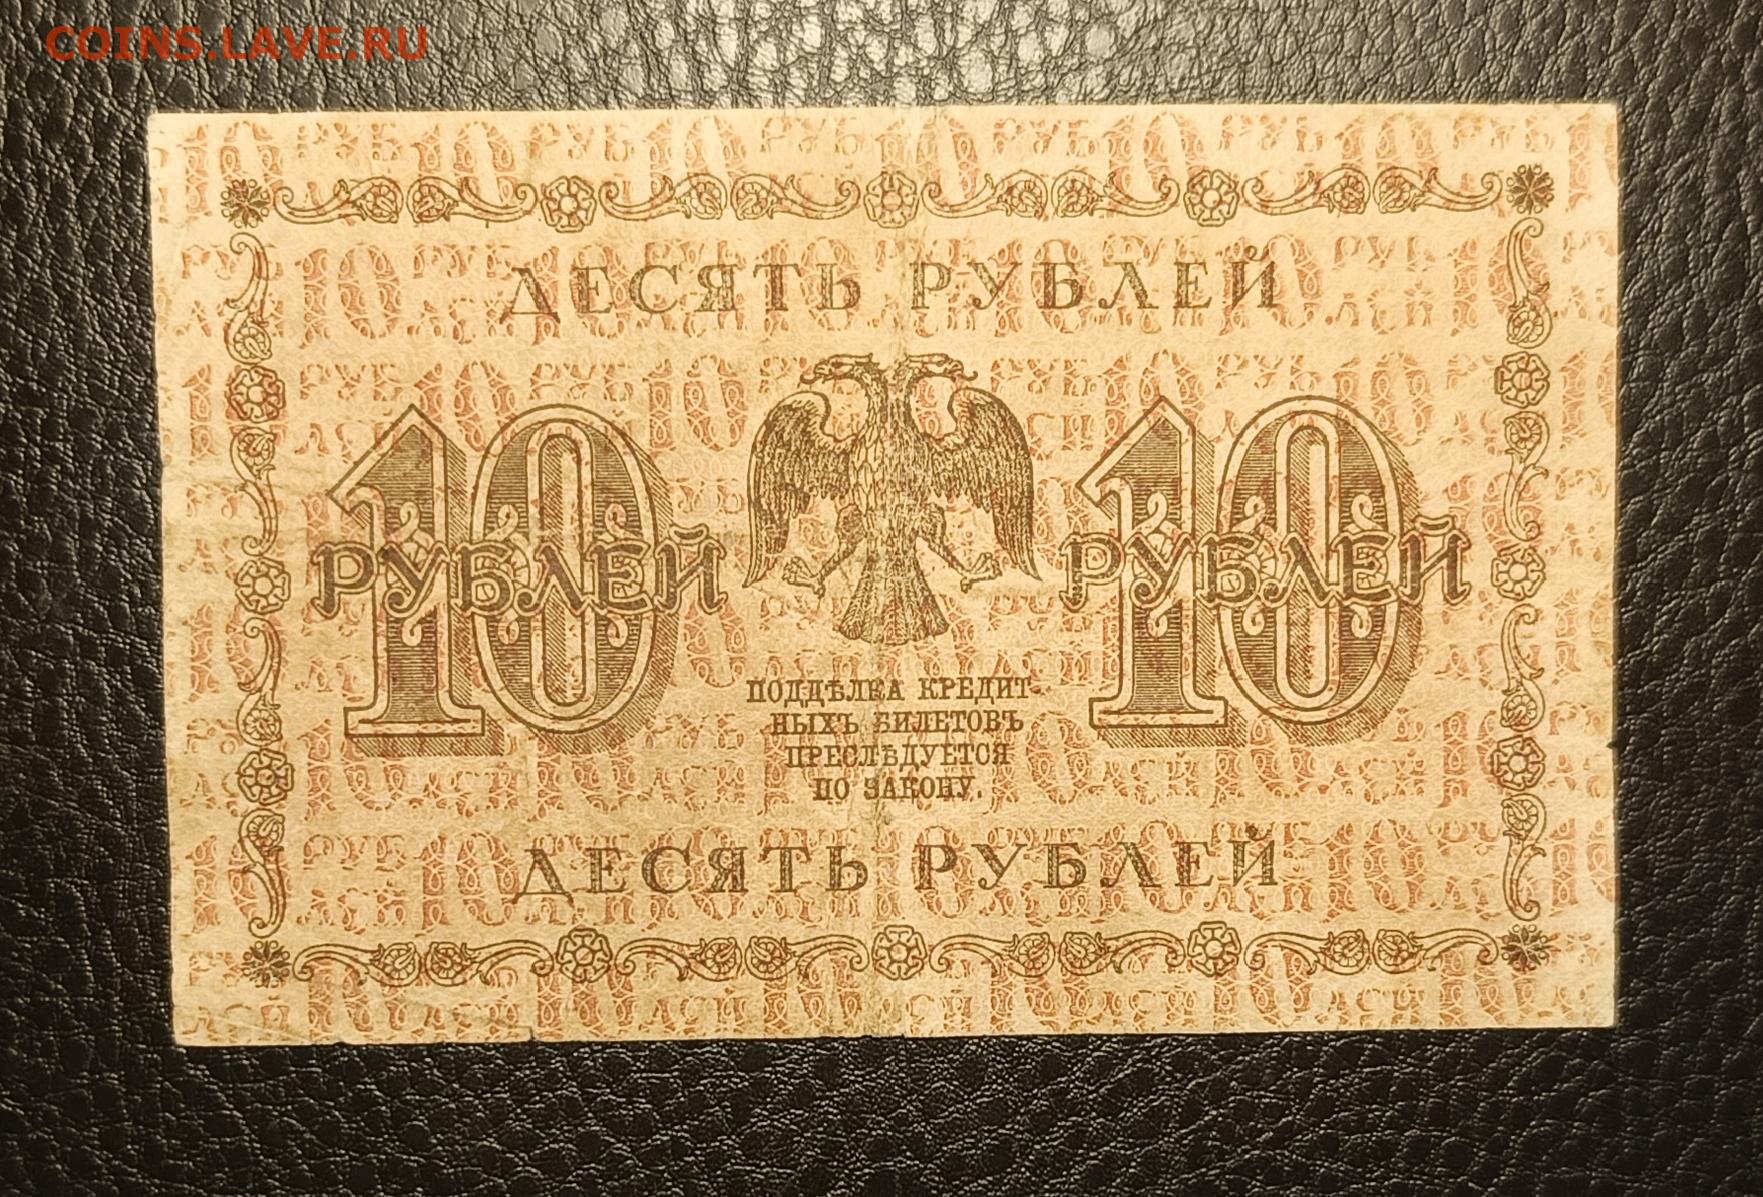 COINS.LAVE.RU
ДЕСЯТЬ РУБЛЕЙ
10 РУБЛЕЙ
10 РУБЛЕЙ
ПОДДѢЛКА КРЕДИТ-
НЫХЪ БИЛЕТОВЪ
ПРЕСЛѢДУЕТСЯ
ПО ЗАКОНУ.
ДЕСЯТЬ РУБЛЕЙ